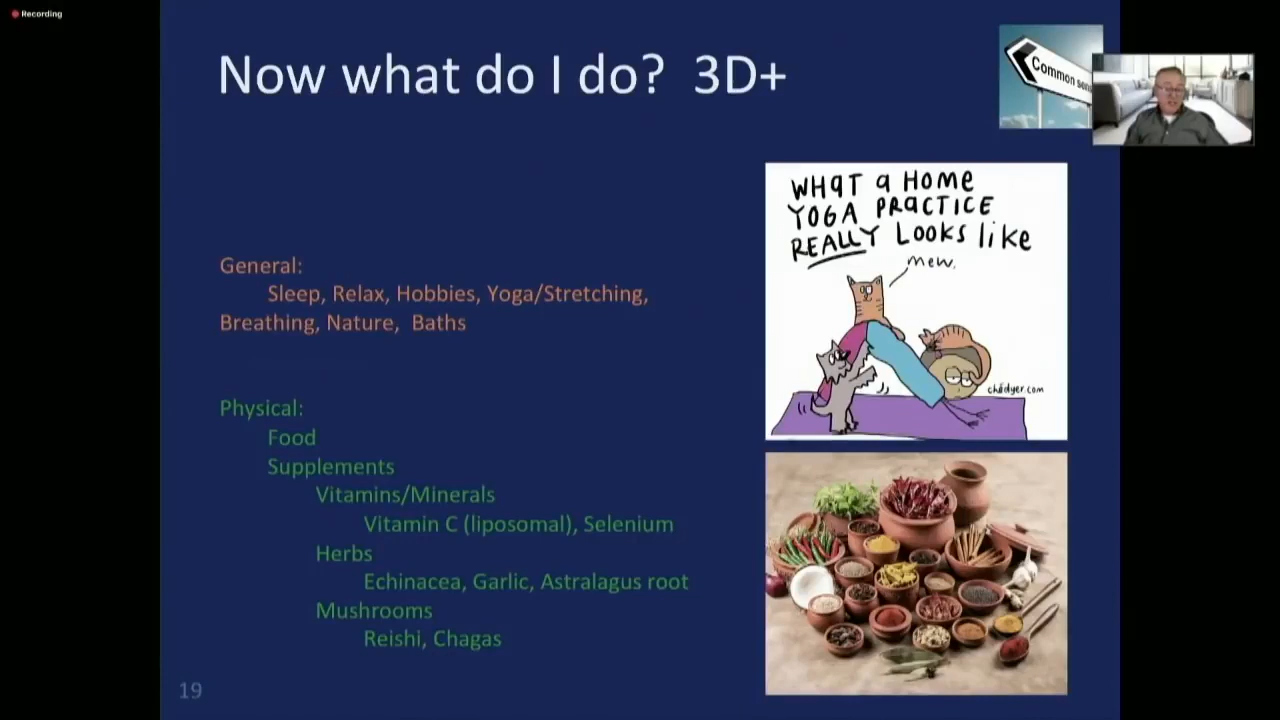 Recording
Now what do I do? 3D+
Common
WHAT a HOME
YOGA PRACTICE
REALLY LOOKS like
mew.
chedyer.com
General:
Sleep, Relax, Hobbies, Yoga/Stretching,
Breathing, Nature, Baths
Physical:
Food
Supplements
Vitamins/Minerals
Vitamin C (liposomal), Selenium
Herbs
Echinacea, Garlic, Astralagus root
Mushrooms
Reishi, Chagas
19